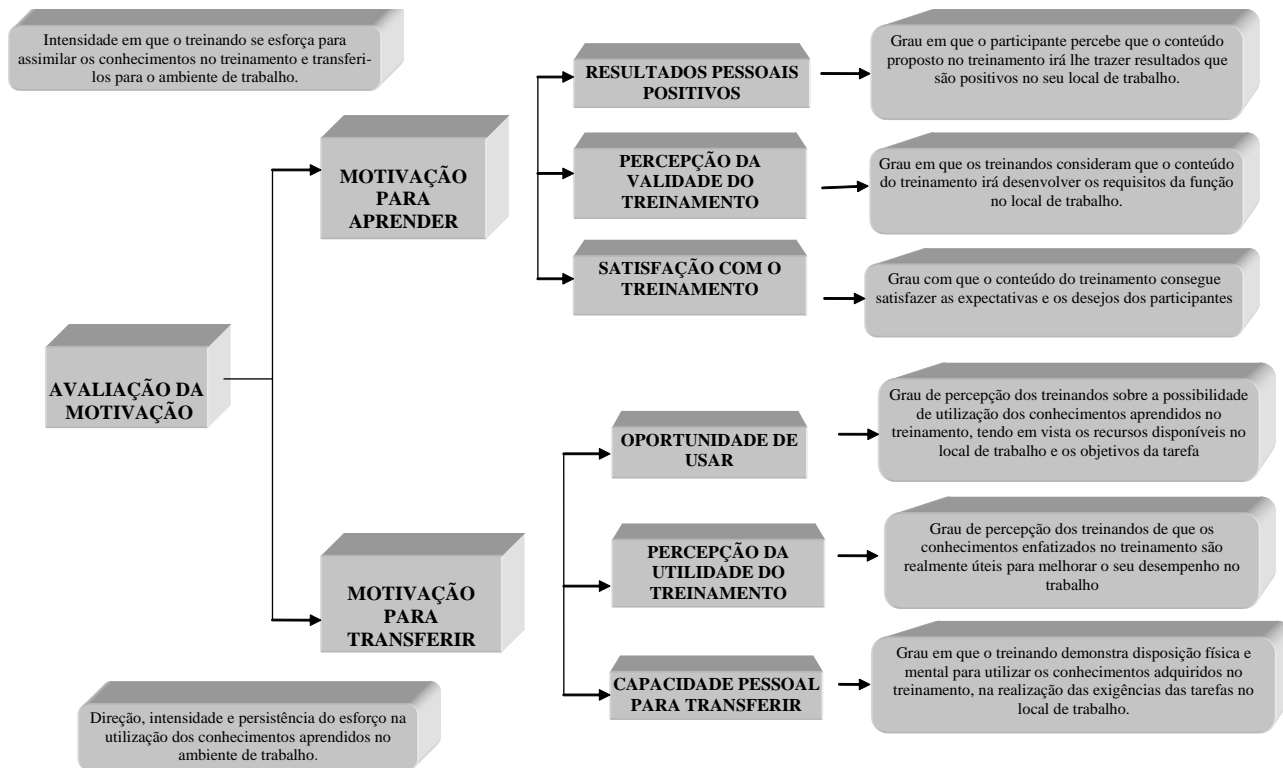 Intensidade em que o treinando se esforça para
assimilar os conhecimentos no treinamento e transferi-
los para o ambiente de trabalho.
AVALIAÇÃO DA
MOTIVAÇÃO
MOTIVAÇÃO
PARA
APRENDER
RESULTADOS PESSOAIS
POSITIVOS
Grau em que o participante percebe que o conteúdo
proposto no treinamento irá lhe trazer resultados que
são positivos no seu local de trabalho.
PERCEPÇÃO DA
VALIDADE DO
TREINAMENTO
Grau em que os treinandos consideram que o conteúdo
do treinamento irá desenvolver os requisitos da função
no local de trabalho.
SATISFAÇÃO COM O
TREINAMENTO
Grau com que o conteúdo do treinamento consegue
satisfazer as expectativas e os desejos dos participantes
MOTIVAÇÃO
PARA
TRANSFERIR
OPORTUNIDADE DE
USAR
Grau de percepção dos treinandos sobre a possibilidade
de utilização dos conhecimentos aprendidos no
treinamento, tendo em vista os recursos disponíveis no
local de trabalho e os objetivos da tarefa
PERCEPÇÃO DA
UTILIDADE DO
TREINAMENTO
Grau de percepção dos treinandos de que os
conhecimentos enfatizados no treinamento são
realmente úteis para melhorar o seu desempenho no
trabalho
CAPACIDADE PESSOAL
PARA TRANSFERIR
Grau em que o treinando demonstra disposição física e
mental para utilizar os conhecimentos adquiridos no
treinamento, na realização das exigências das tarefas no
local de trabalho.
Direção, intensidade e persistência do esforço na
utilização dos conhecimentos aprendidos no
ambiente de trabalho.